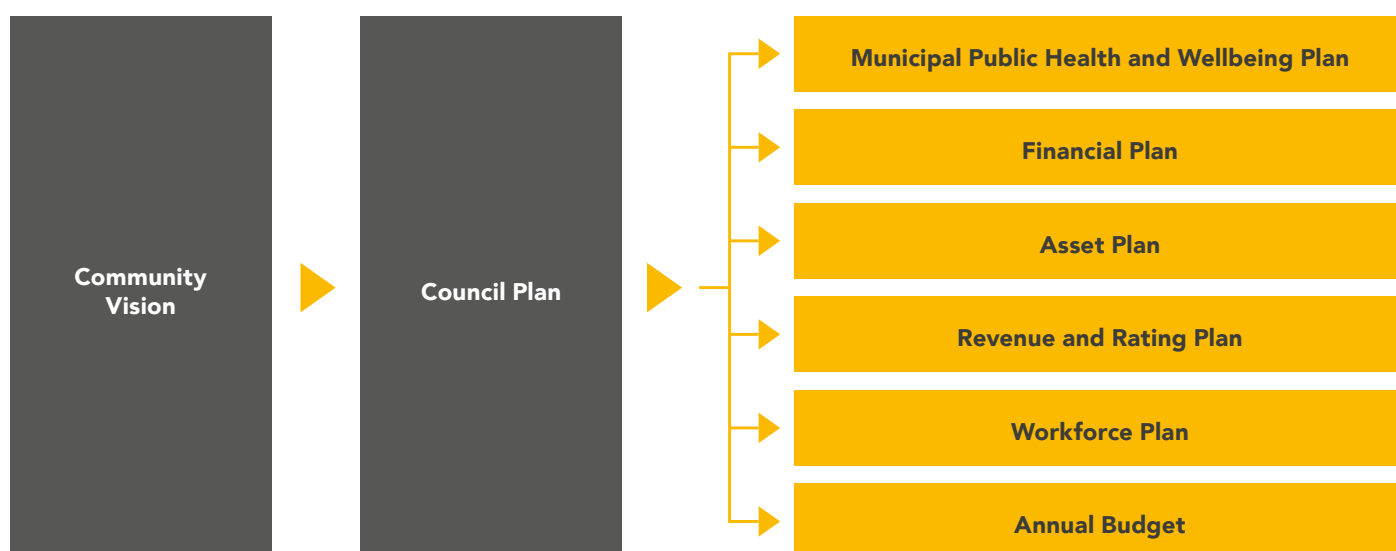 Community
Vision
Council Plan
Municipal Public Health and Wellbeing Plan
Financial Plan
Asset Plan
Revenue and Rating Plan
Workforce Plan
Annual Budget